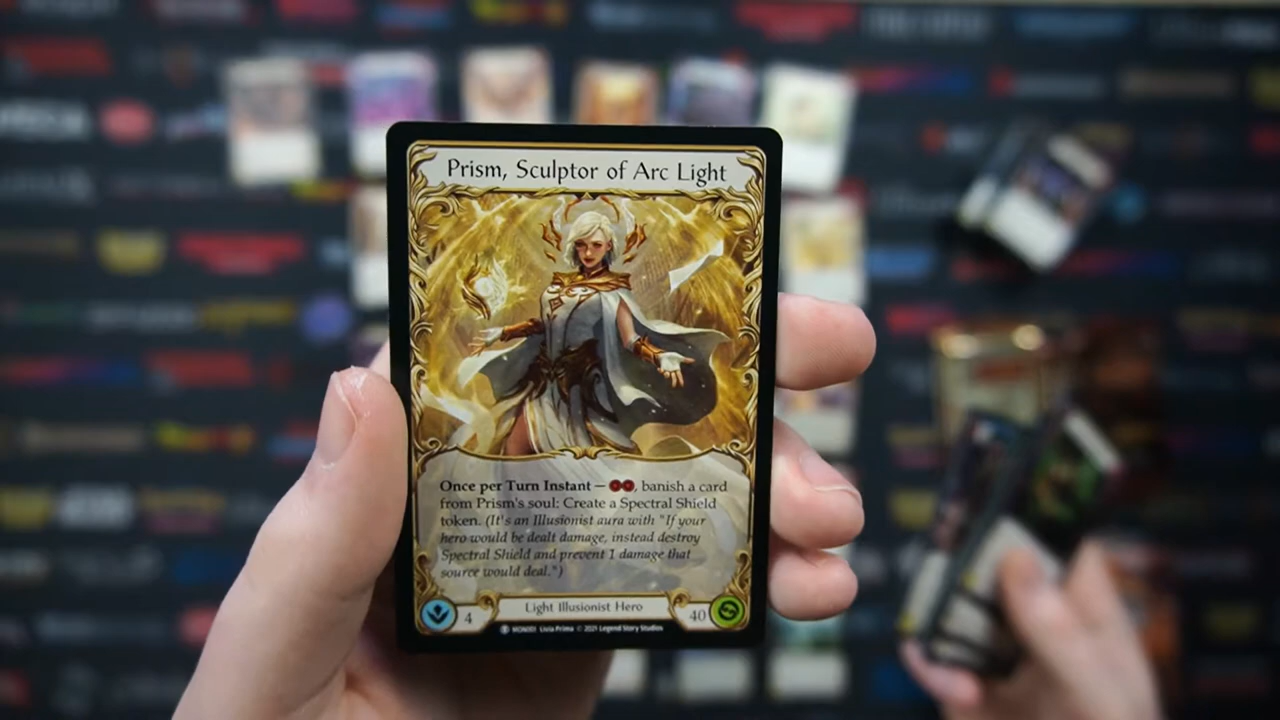 Prism, Sculptor of Arc Light
Once per Turn Instant — , banish a card
from Prism's soul: Create a Spectral Shield
token. (It's an Illusionist aura with "If your
hero would be dealt damage, instead destroy
Spectral Shield and prevent 1 damage that
source would deal.")
4
Light Illusionist Hero
40
MON001 Livia Prima © 2021 Legend Story Studios